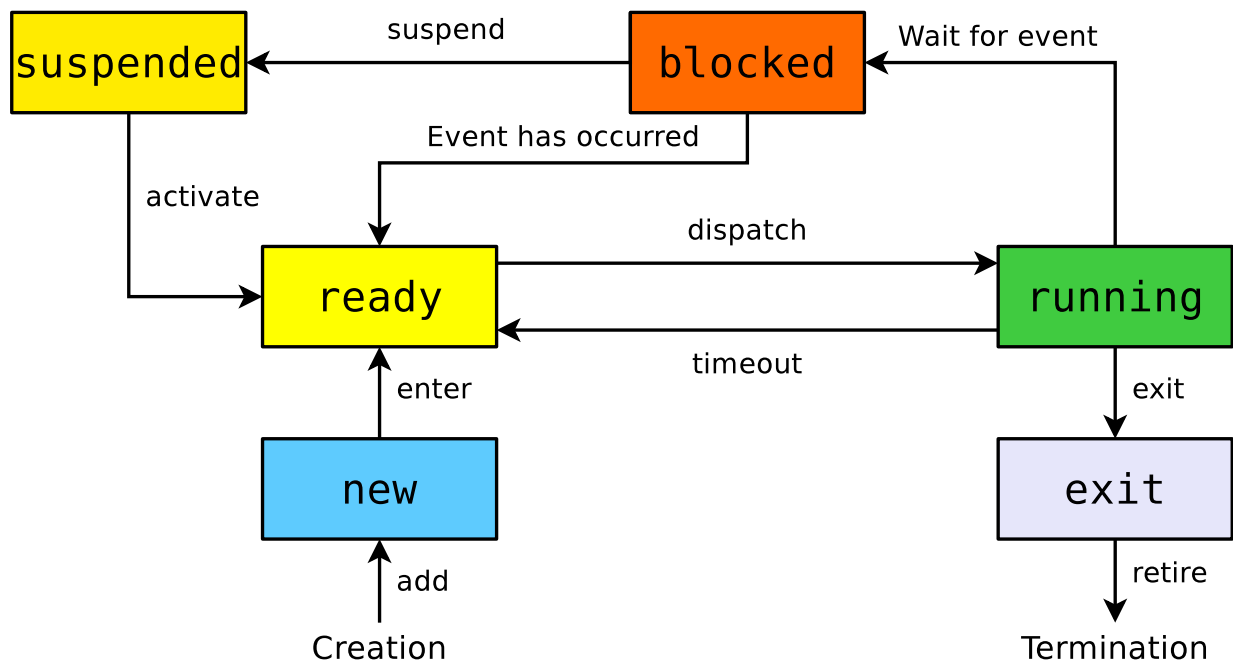 suspended
suspend
blocked
Wait for event
Event has occurred
activate
dispatch
ready
running
timeout
enter
exit
new
exit
add
retire
Creation
Termination